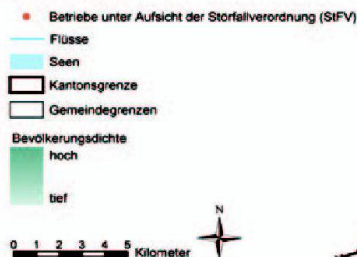 Betriebe unter Aufsicht der Störfallverordnung (StFV)
Flüsse
Seen
Kantonsgrenze
Gemeindegrenzen
Bevölkerungsdichte
hoch
tief
N
0 1 2 3 4 5 Kilometer